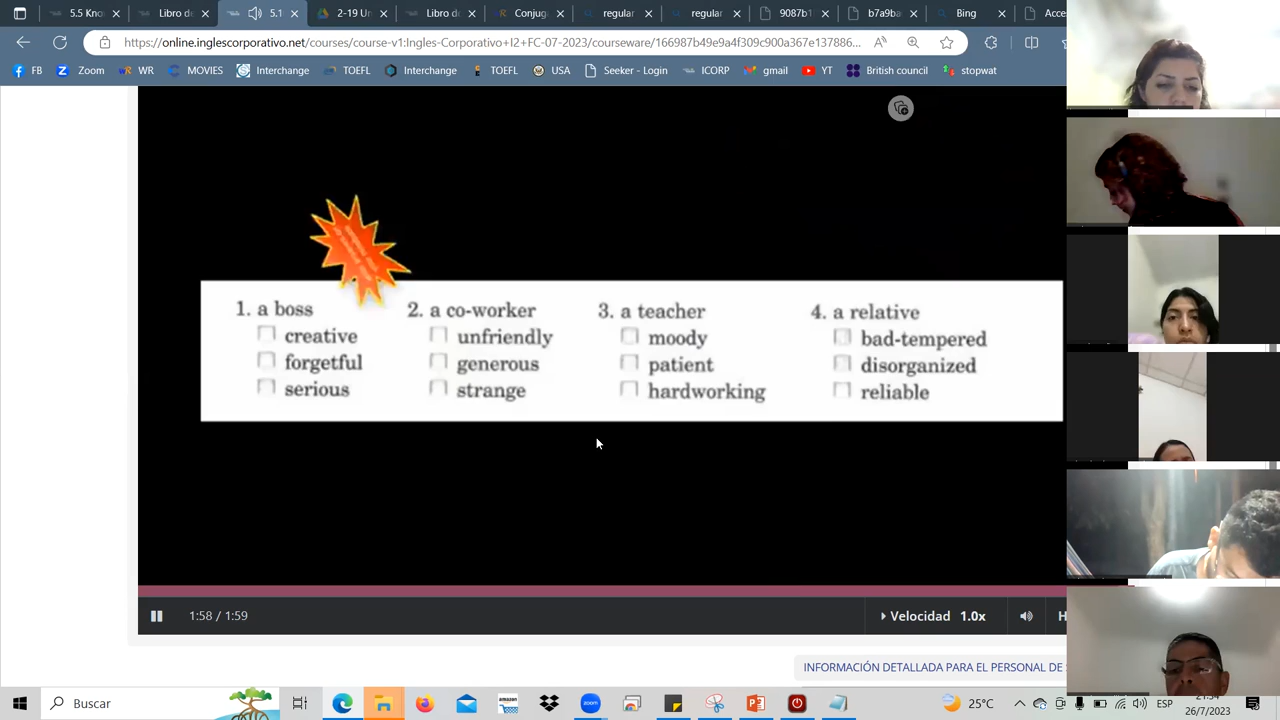 5.5 Kno
Libro d
5.1
2-19 U
Libro de
Conjug
regular
regular
9087b
b7a9ba
Bing
Acce
https://online.inglescorporativo.net/courses/course-v1:Ingles-Corporativo+I2+FC-07-2023/courseware/166987b49e9a4f309c900a367e137886...
FB
Zoom
WR
MOVIES
Interchange
TOEFL
Interchange
TOEFL
USA
Seeker - Login
ICORP
gmail
YT
British council
stopwat
1. a boss
creative
forgetful
serious
2. a co-worker
unfriendly
generous
strange
3. a teacher
moody
patient
hardworking
4. a relative
bad-tempered
disorganized
reliable
1:58 / 1:59
Velocidad 1.0x
H
INFORMACIÓN DETALLADA PARA EL PERSONAL DE
Buscar
25°C
ESP
26/7/2023